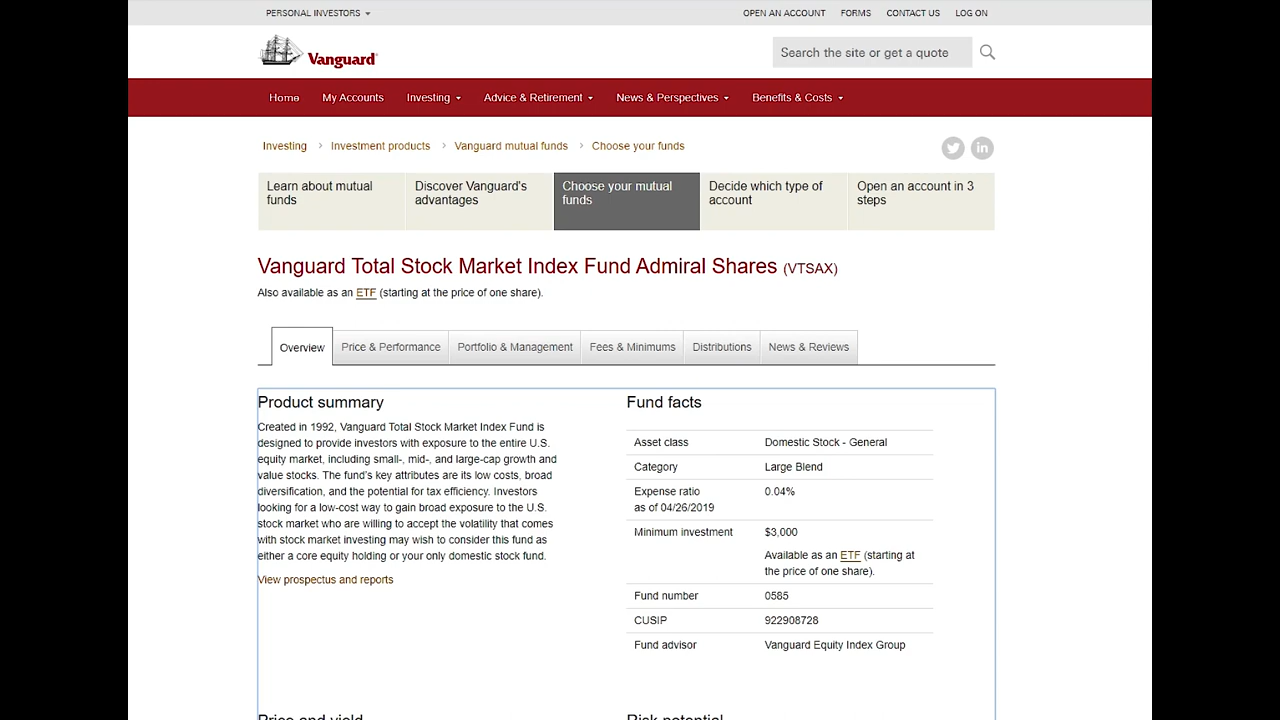 PERSONAL INVESTORS
OPEN AN ACCOUNT FORMS CONTACT US LOG ON
Vanguard
Search the site or get a quote
Home My Accounts Investing Advice & Retirement News & Perspectives Benefits & Costs
Investing › Investment products › Vanguard mutual funds › Choose your funds
Learn about mutual
funds
Discover Vanguard's
advantages
Choose your mutual
funds
Decide which type of
account
Open an account in 3
steps
Vanguard Total Stock Market Index Fund Admiral Shares (VTSAX)
Also available as an ETF (starting at the price of one share).
Overview Price & Performance Portfolio & Management Fees & Minimums Distributions News & Reviews
Product summary
Created in 1992, Vanguard Total Stock Market Index Fund is
designed to provide investors with exposure to the entire U.S.
equity market, including small-, mid-, and large-cap growth and
value stocks. The fund's key attributes are its low costs, broad
diversification, and the potential for tax efficiency. Investors
looking for a low-cost way to gain broad exposure to the U.S.
stock market who are willing to accept the volatility that comes
with stock market investing may wish to consider this fund as
either a core equity holding or your only domestic stock fund.
View prospectus and reports
Fund facts
Asset class Domestic Stock - General
Category Large Blend
Expense ratio 0.04%
as of 04/26/2019
Minimum investment $3,000
Available as an ETF (starting at
the price of one share).
Fund number 0585
CUSIP 922908728
Fund advisor Vanguard Equity Index Group
Price and yield
Risk potential